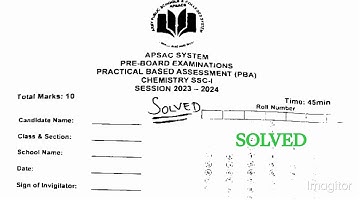 APSAC SYSTEM
PRE-BOARD EXAMINATIONS
PRACTICAL BASED ASSESSMENT (PBA)
CHEMISTRY SSC-I
SESSION 2023 – 2024
Total Marks: 10
SOLVED
Time: 45min
Roll Number
Candidate Name:
Class & Section:
SOLVED
School Name:
Date:
Sign of Invigilator:
Imagitor